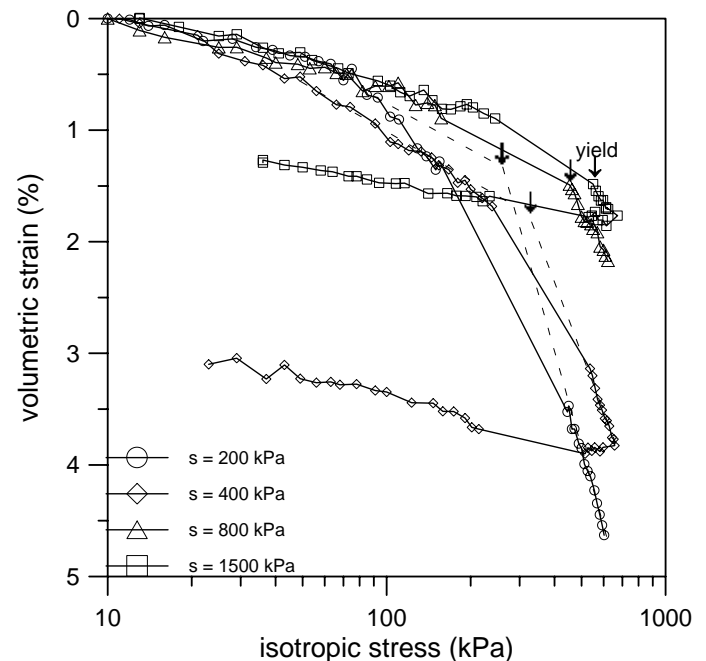 0
1
2
3
4
5
volumetric strain (%)
yield
s = 200 kPa
s = 400 kPa
s = 800 kPa
s = 1500 kPa
10 100 1000
isotropic stress (kPa)